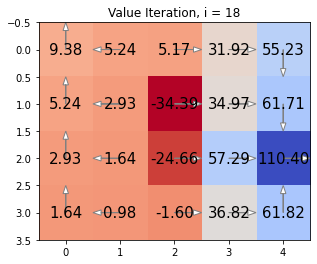 Value Iteration, i = 18
−0.5
0.0 9.38 5.24 5.17 31.92 55.23
0.5
1.0 5.24 2.93 -34.39 34.97 61.71
1.5
2.0 2.93 1.64 -24.66 57.29 110.40
2.5
3.0 1.64 0.98 -1.60 36.82 61.82
3.5
0 1 2 3 4